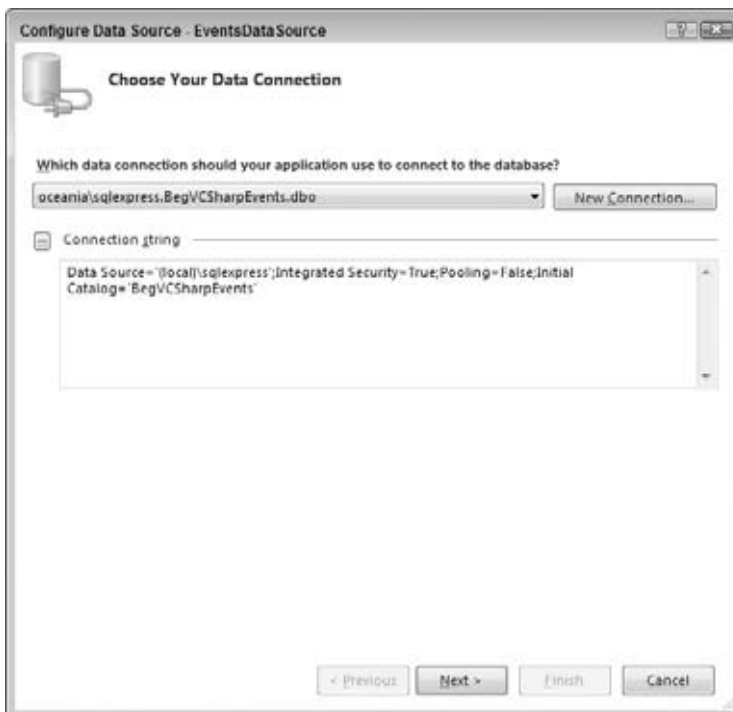 Configure Data Source - EventsDataSource
Choose Your Data Connection
Which data connection should your application use to connect to the database?
oceania\sqlexpress.BegVCSharpEvents.dbo
New Connection...
Connection string
Data Source='(local)\sqlexpress';Integrated Security=True;Pooling=False;Initial
Catalog='BegVCSharpEvents'
< Previous
Next >
Finish
Cancel